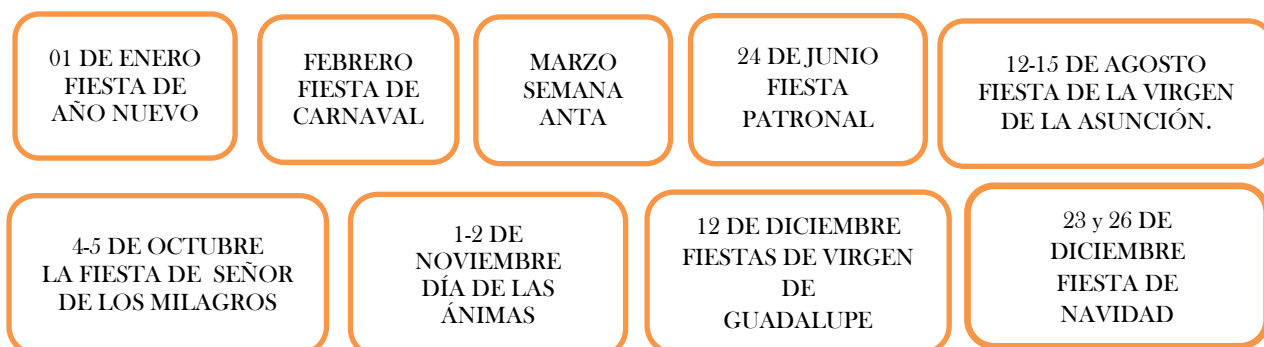 01 DE ENERO
FIESTA DE
AÑO NUEVO
FEBRERO
FIESTA DE
CARNAVAL
MARZO
SEMANA
ANTA
24 DE JUNIO
FIESTA
PATRONAL
12-15 DE AGOSTO
FIESTA DE LA VIRGEN
DE LA ASUNCIÓN.
4-5 DE OCTUBRE
LA FIESTA DE SEÑOR
DE LOS MILAGROS
1-2 DE
NOVIEMBRE
DÍA DE LAS
ÁNIMAS
12 DE DICIEMBRE
FIESTAS DE VIRGEN
DE
GUADALUPE
23 y 26 DE
DICIEMBRE
FIESTA DE
NAVIDAD